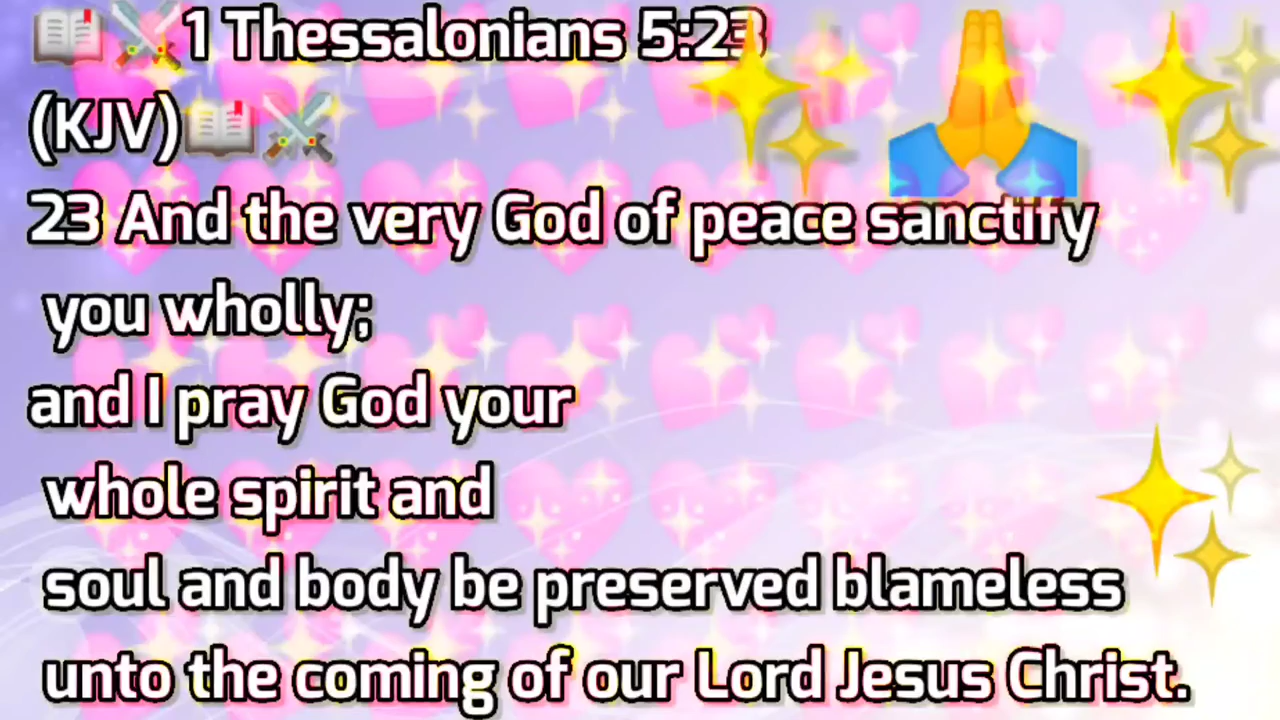 📖⚔️1 Thessalonians 5:23
(KJV)📖⚔️
23 And the very God of peace sanctify
you wholly;
and I pray God your
whole spirit and
soul and body be preserved blameless
unto the coming of our Lord Jesus Christ.